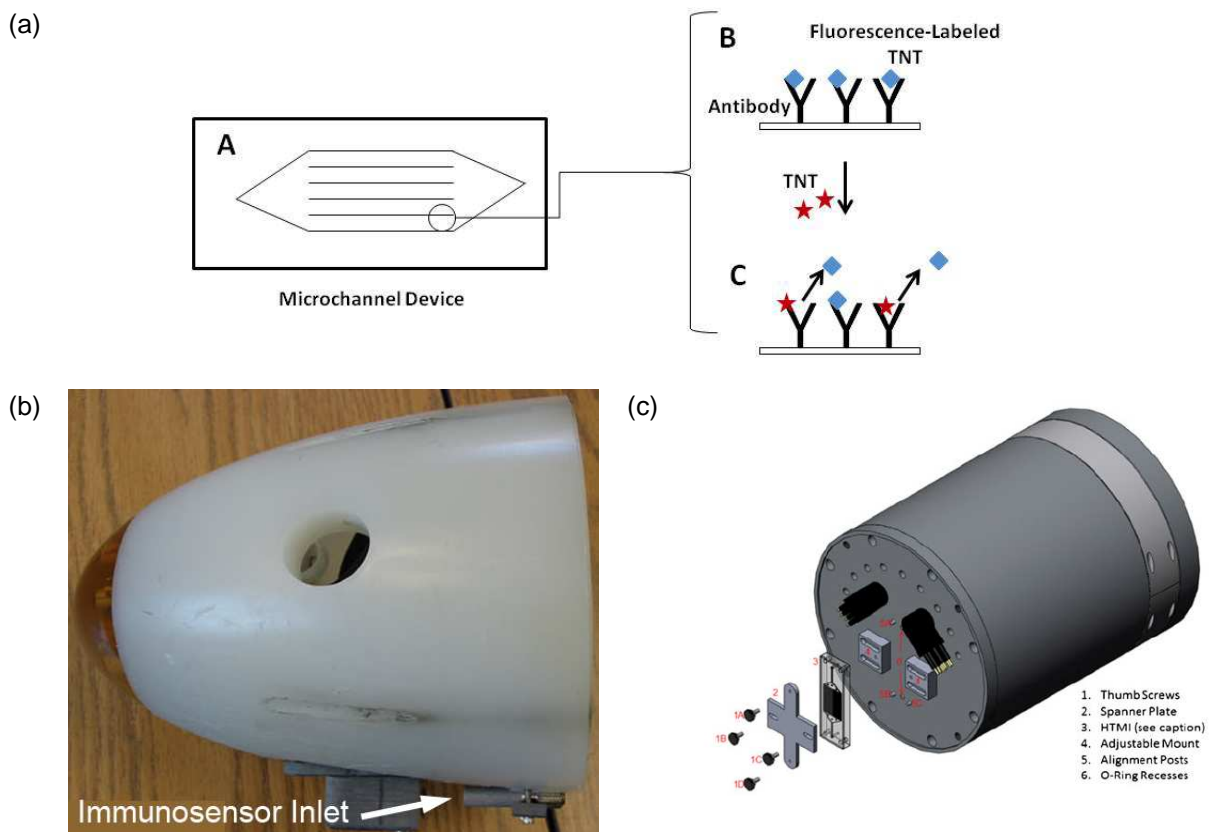 (a)
A
Microchannel Device
B
Fluorescence-Labeled
TNT
Antibody
TNT
C
(b)
Immunosensor Inlet
(c)
3
2
1A
1B
1C
1D
4
1. Thumb Screws
2. Spanner Plate
3. HTMI (see caption)
4. Adjustable Mount
5. Alignment Posts
6. O-Ring Recesses